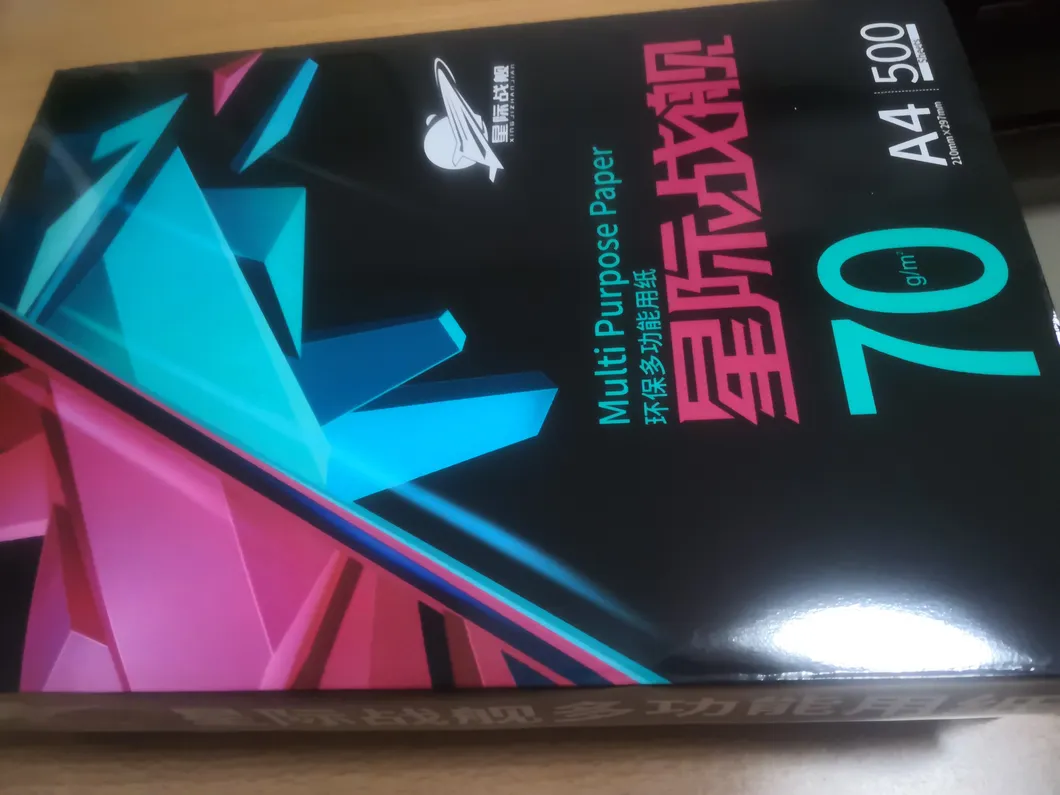 星际战舰
XING JI ZHAN JIAN
Multi Purpose Paper
环保多功能用纸
星际战舰
70
g/m²
A4
210mm×297mm
500
SHEETS
星际战舰多功能用纸